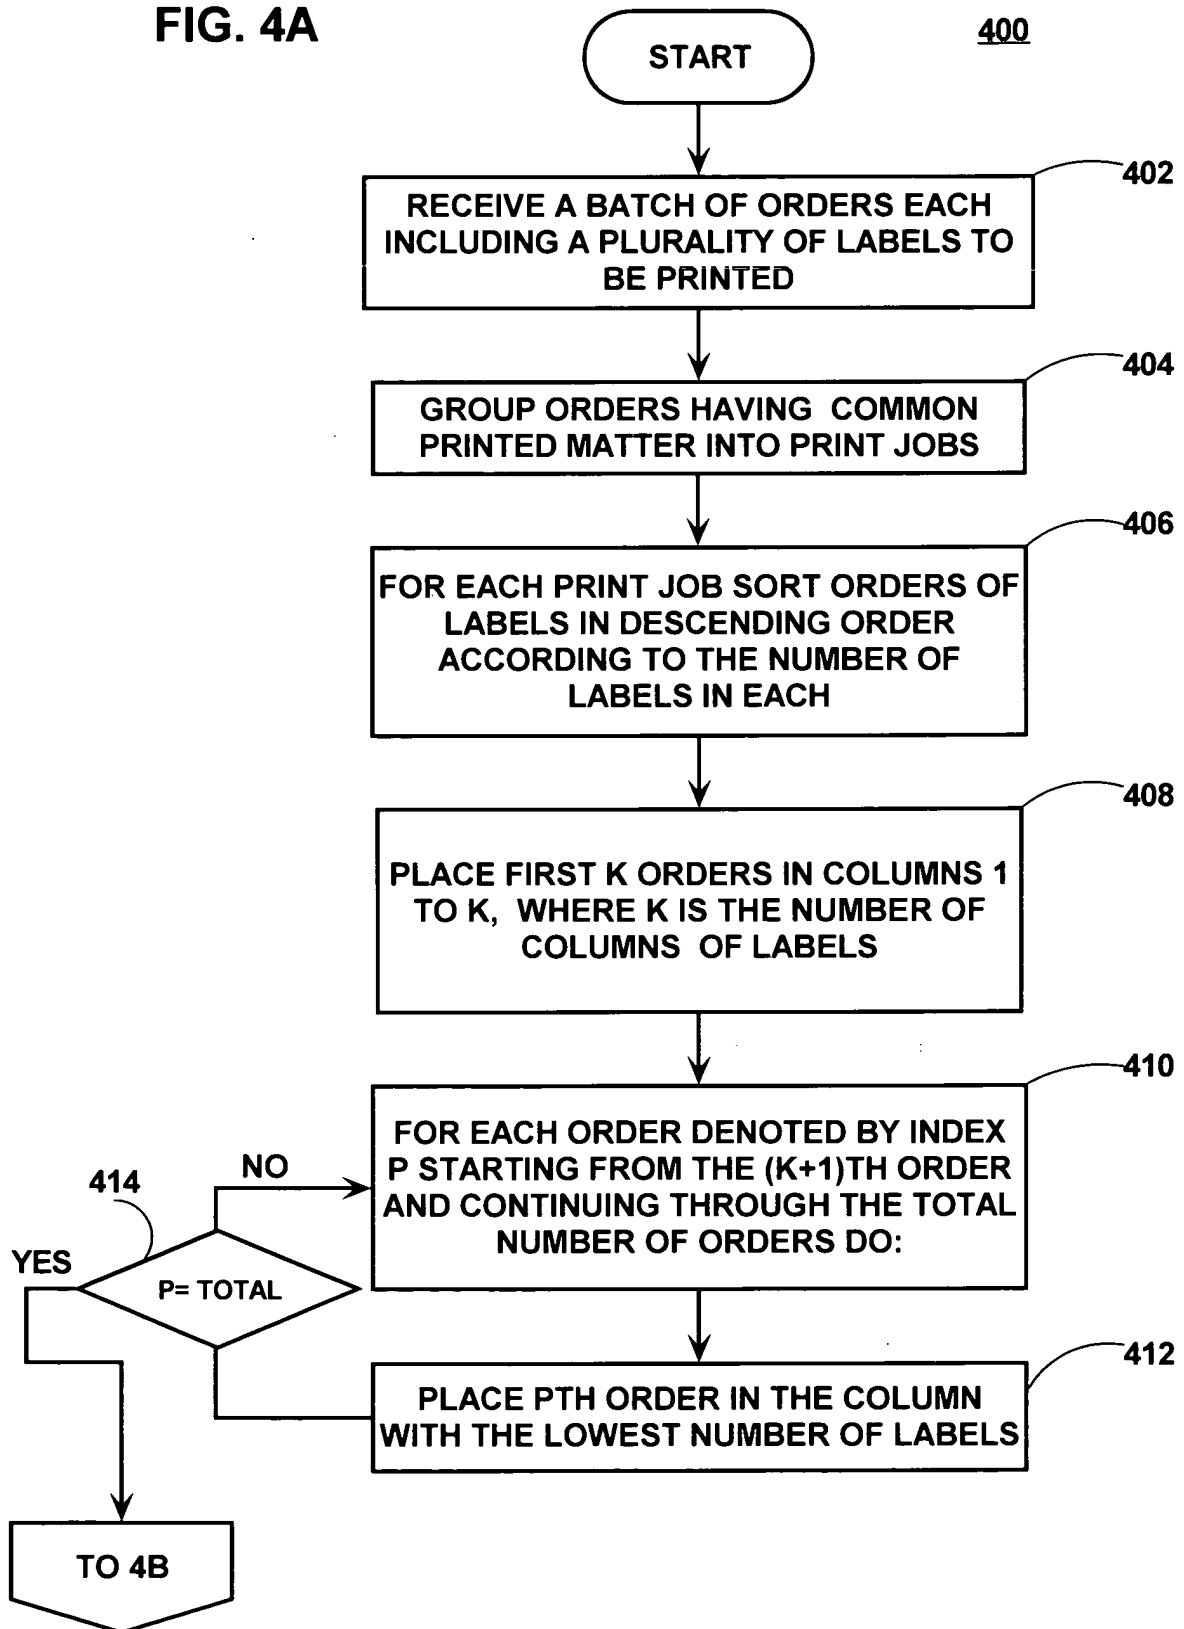 FIG. 4A
400
START
402
RECEIVE A BATCH OF ORDERS EACH
INCLUDING A PLURALITY OF LABELS TO
BE PRINTED
404
GROUP ORDERS HAVING COMMON
PRINTED MATTER INTO PRINT JOBS
406
FOR EACH PRINT JOB SORT ORDERS OF
LABELS IN DESCENDING ORDER
ACCORDING TO THE NUMBER OF
LABELS IN EACH
408
PLACE FIRST K ORDERS IN COLUMNS 1
TO K, WHERE K IS THE NUMBER OF
COLUMNS OF LABELS
410
FOR EACH ORDER DENOTED BY INDEX
P STARTING FROM THE (K+1)TH ORDER
AND CONTINUING THROUGH THE TOTAL
NUMBER OF ORDERS DO:
412
PLACE PTH ORDER IN THE COLUMN
WITH THE LOWEST NUMBER OF LABELS
414
NO
YES
P= TOTAL
TO 4B